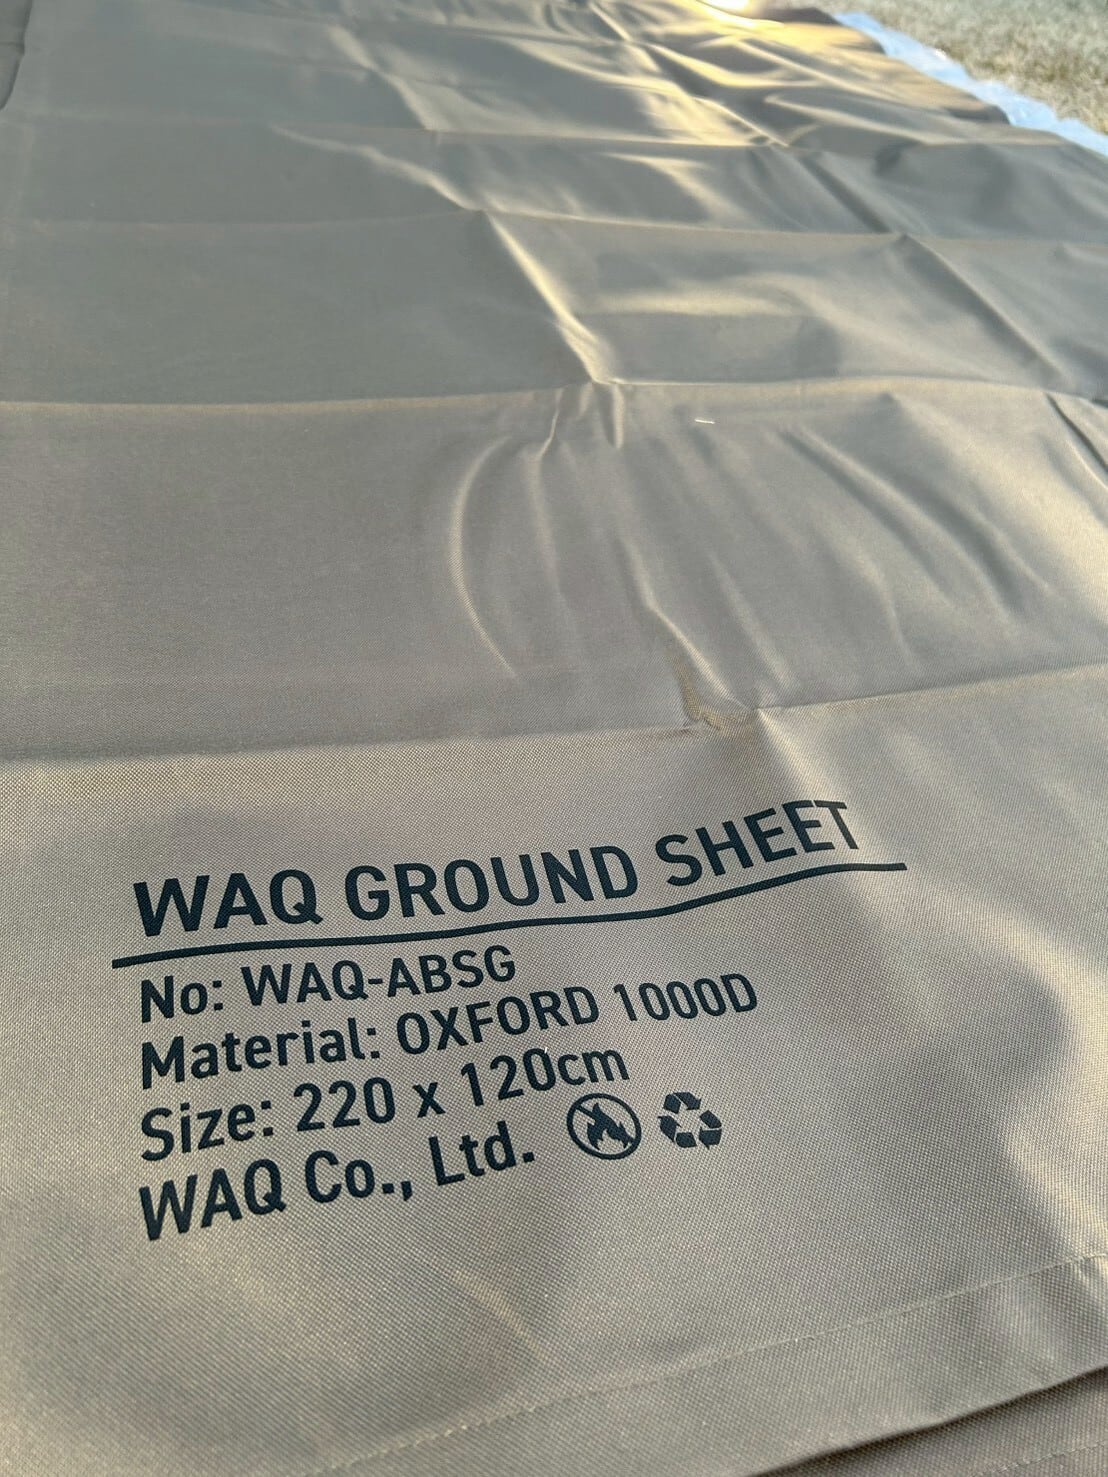 WAQ GROUND SHEET
No: WAQ-ABSG
Material: OXFORD 1000D
Size: 220 x 120cm
WAQ Co., Ltd.